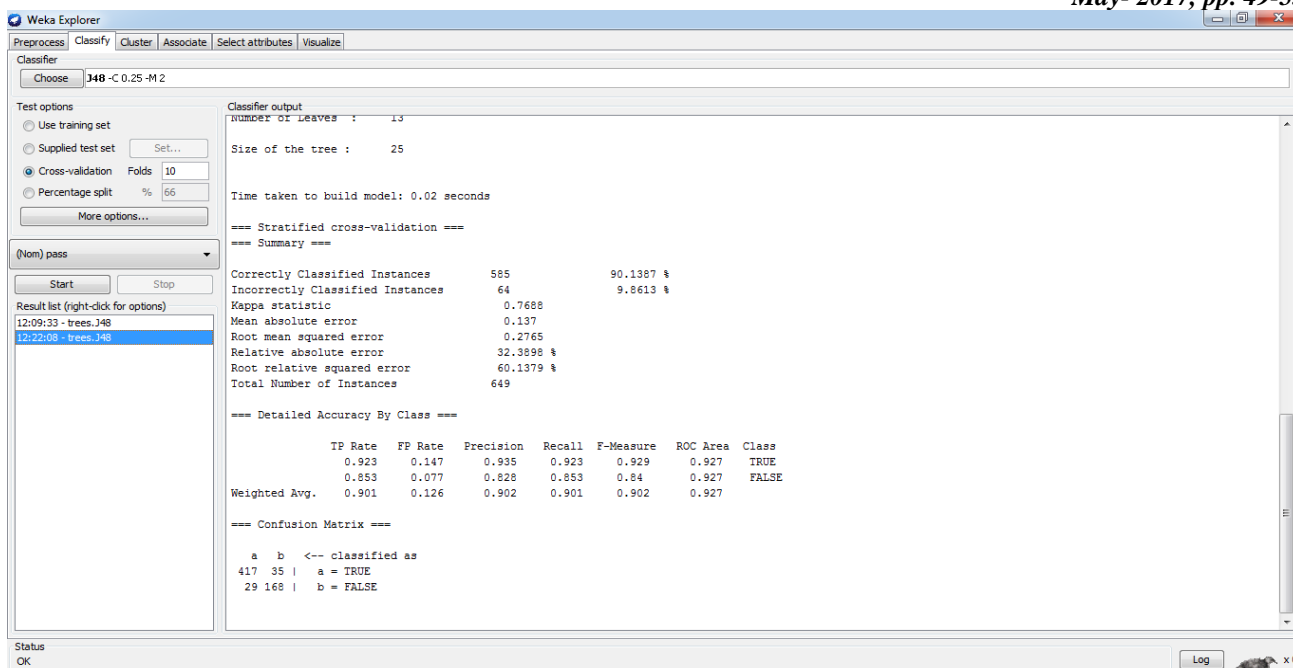 May- 2017, pp. 49-5
Weka Explorer
Preprocess Classify Cluster Associate Select attributes Visualize
Classifier
Choose J48 -C 0.25 -M 2
Test options
Use training set
Supplied test set Set...
Cross-validation Folds 10
Percentage split % 66
More options...
(Nom) pass
Start Stop
Result list (right-click for options)
12:09:33 - trees.J48
12:22:08 - trees.J48
Classifier output
Number of Leaves : 13
Size of the tree : 25
Time taken to build model: 0.02 seconds
=== Stratified cross-validation ===
=== Summary ===
Correctly Classified Instances 585 90.1387 %
Incorrectly Classified Instances 64 9.8613 %
Kappa statistic 0.7688
Mean absolute error 0.137
Root mean squared error 0.2765
Relative absolute error 32.3898 %
Root relative squared error 60.1379 %
Total Number of Instances 649
=== Detailed Accuracy By Class ===
TP Rate FP Rate Precision Recall F-Measure ROC Area Class
0.923 0.147 0.935 0.923 0.929 0.927 TRUE
0.853 0.077 0.828 0.853 0.84 0.927 FALSE
Weighted Avg. 0.901 0.126 0.902 0.901 0.902 0.927
=== Confusion Matrix ===
a b <-- classified as
417 35 | a = TRUE
29 168 | b = FALSE
Status
OK
Log
x